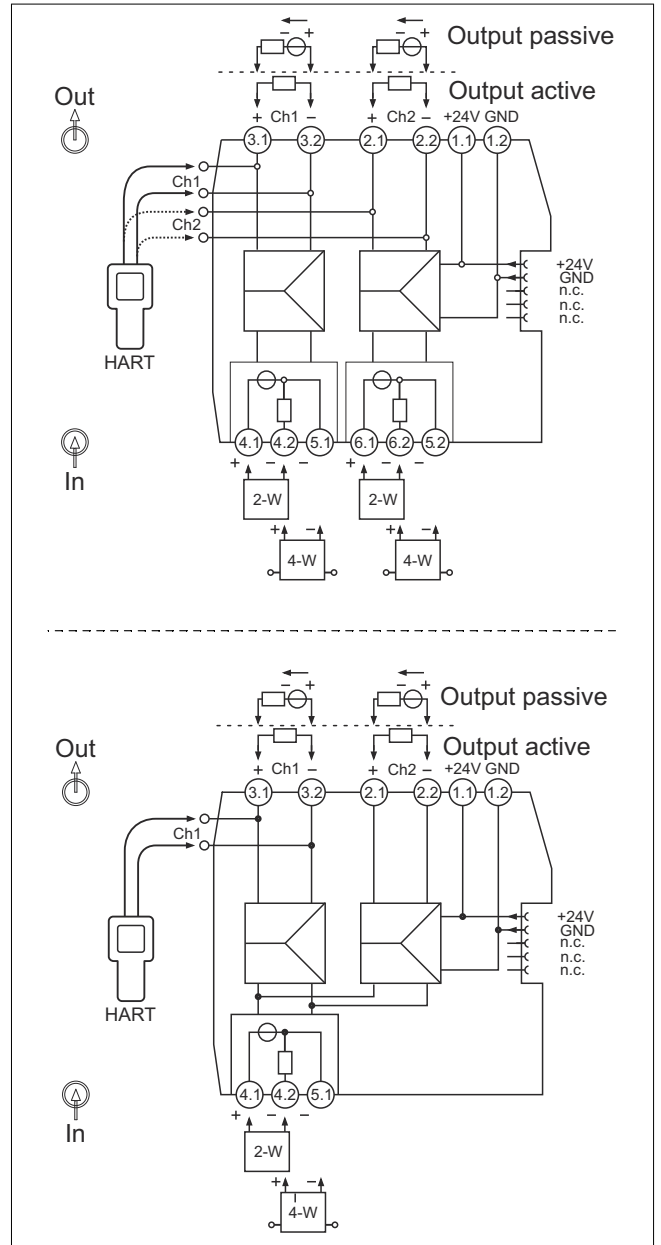 − +
− +
Output passive
Output active
Out
+ Ch1 − + Ch2 − +24V GND
3.1 3.2 2.1 2.2 1.1 1.2
Ch1
Ch2
+24V
GND
n.c.
n.c.
n.c.
HART
4.1 4.2 5.1 6.1 6.2 5.2
+ − − + − −
In
2-W 2-W
+ − + −
4-W 4-W
− +
− +
Output passive
Output active
Out
+ Ch1 − + Ch2 − +24V GND
3.1 3.2 2.1 2.2 1.1 1.2
Ch1
+24V
GND
n.c.
n.c.
n.c.
HART
4.1 4.2 5.1
+ − −
In
2-W
+ −
4-W